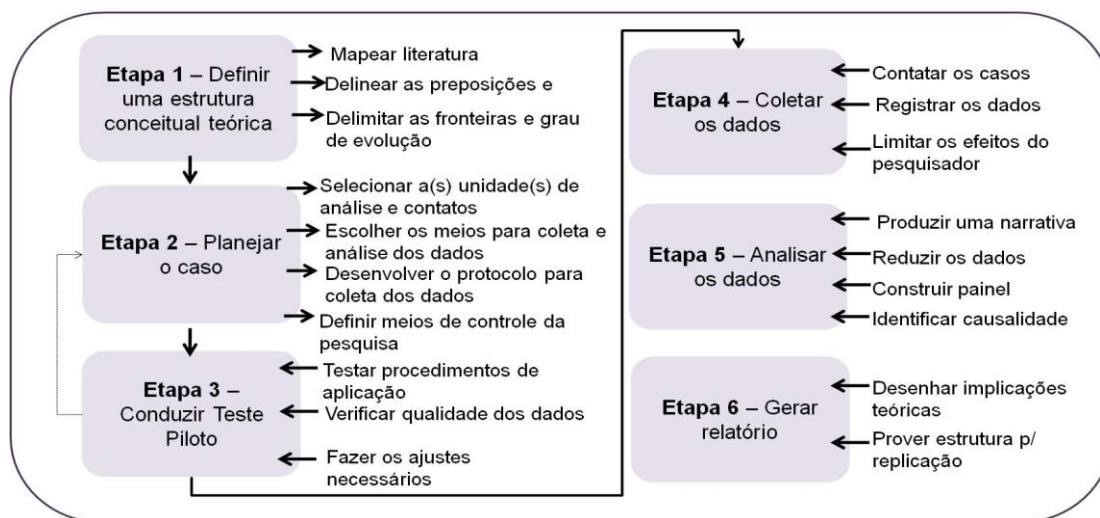 Etapa 1 – Definir
uma estrutura
conceitual teórica
Mapear literatura
Delinear as preposições e
Delimitar as fronteiras e grau
de evolução
Etapa 2 – Planejar
o caso
Selecionar a(s) unidade(s) de
análise e contatos
Escolher os meios para coleta e
análise dos dados
Desenvolver o protocolo para
coleta dos dados
Definir meios de controle da
pesquisa
Etapa 3 –
Conduzir Teste
Piloto
Testar procedimentos de
aplicação
Verificar qualidade dos dados
Fazer os ajustes
necessários
Etapa 4 – Coletar
os dados
Contatar os casos
Registrar os dados
Limitar os efeitos do
pesquisador
Etapa 5 – Analisar
os dados
Produzir uma narrativa
Reduzir os dados
Construir painel
Identificar causalidade
Etapa 6 – Gerar
relatório
Desenhar implicações
teóricas
Prover estrutura p/
replicação